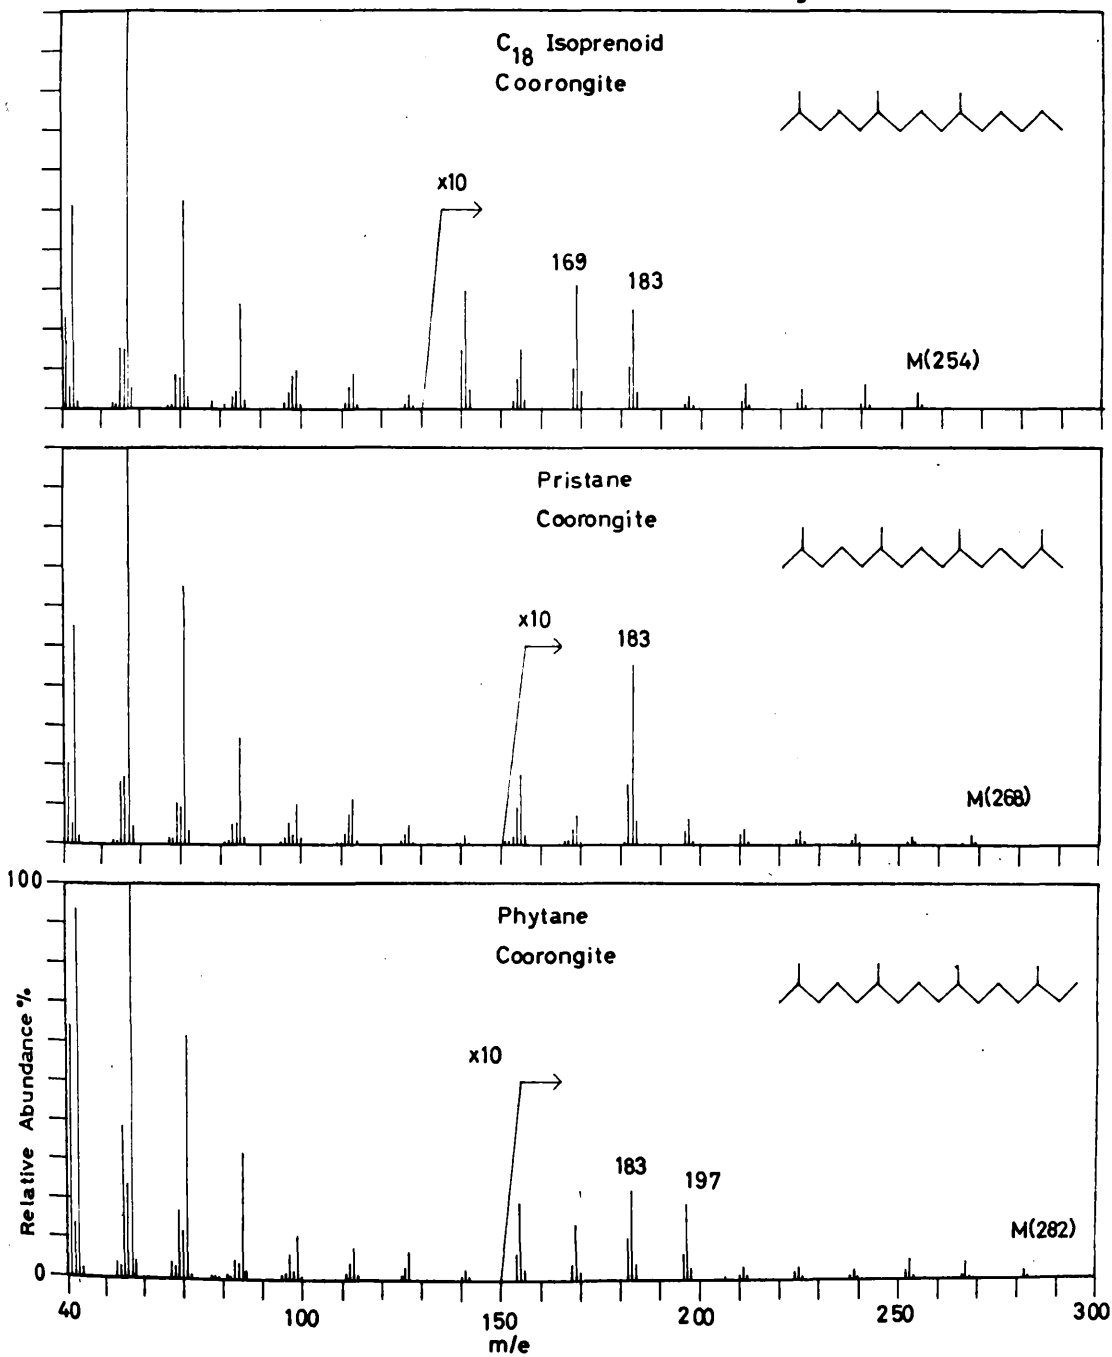 C18 Isoprenoid
Coorongite
x10
169
183
M(254)
Pristane
Coorongite
x10
183
M(268)
100
Phytane
Coorongite
x10
183
197
M(282)
Relative Abundance %
0
40
100
150
200
250
300
m/e